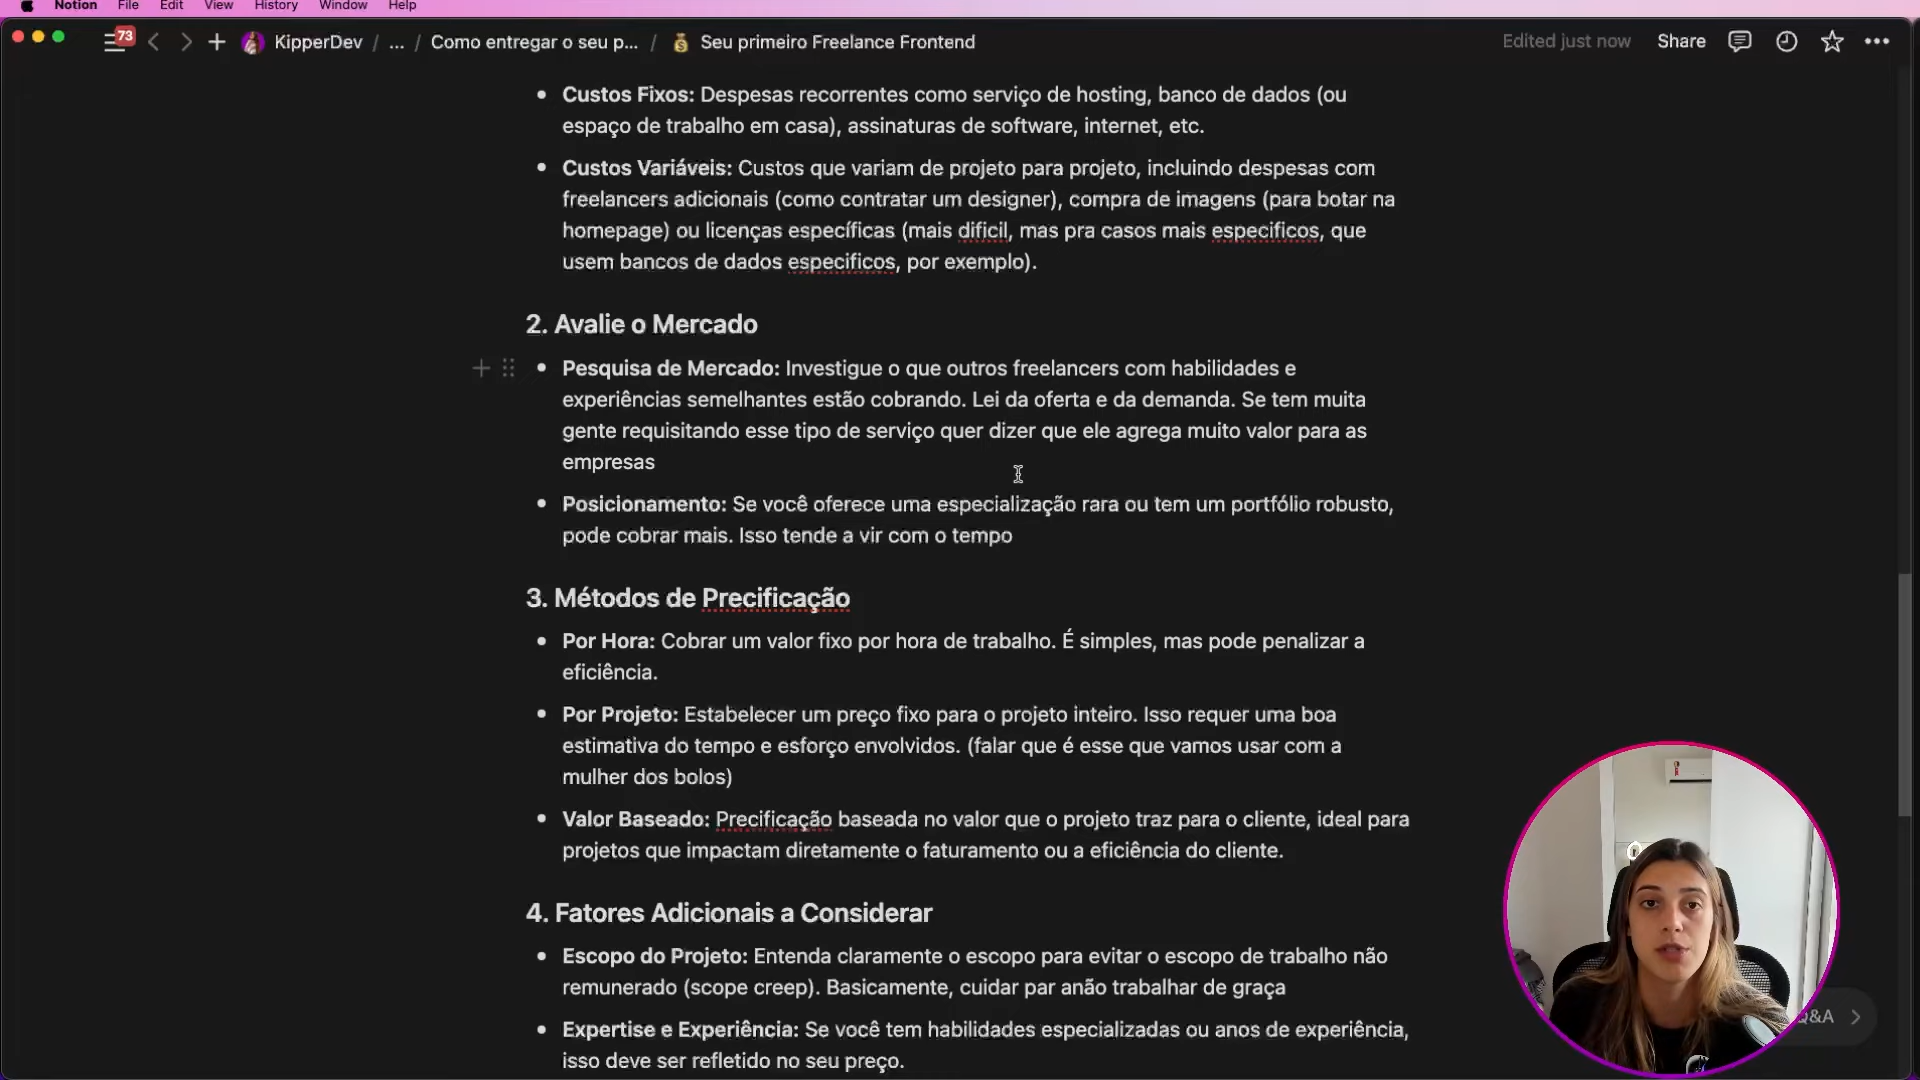 Notion File Edit View History Window Help
73 KipperDev / ... / Como entregar o seu p... / Seu primeiro Freelance Frontend Edited just now Share
Custos Fixos: Despesas recorrentes como serviço de hosting, banco de dados (ou
espaço de trabalho em casa), assinaturas de software, internet, etc.
Custos Variáveis: Custos que variam de projeto para projeto, incluindo despesas com
freelancers adicionais (como contratar um designer), compra de imagens (para botar na
homepage) ou licenças específicas (mais dificil, mas pra casos mais especificos, que
usem bancos de dados especificos, por exemplo).
2. Avalie o Mercado
Pesquisa de Mercado: Investigue o que outros freelancers com habilidades e
experiências semelhantes estão cobrando. Lei da oferta e da demanda. Se tem muita
gente requisitando esse tipo de serviço quer dizer que ele agrega muito valor para as
empresas
Posicionamento: Se você oferece uma especialização rara ou tem um portfólio robusto,
pode cobrar mais. Isso tende a vir com o tempo
3. Métodos de Precificação
Por Hora: Cobrar um valor fixo por hora de trabalho. É simples, mas pode penalizar a
eficiência.
Por Projeto: Estabelecer um preço fixo para o projeto inteiro. Isso requer uma boa
estimativa do tempo e esforço envolvidos. (falar que é esse que vamos usar com a
mulher dos bolos)
Valor Baseado: Precificação baseada no valor que o projeto traz para o cliente, ideal para
projetos que impactam diretamente o faturamento ou a eficiência do cliente.
4. Fatores Adicionais a Considerar
Escopo do Projeto: Entenda claramente o escopo para evitar o escopo de trabalho não
remunerado (scope creep). Basicamente, cuidar par anão trabalhar de graça
Expertise e Experiência: Se você tem habilidades especializadas ou anos de experiência,
isso deve ser refletido no seu preço.
Q&A